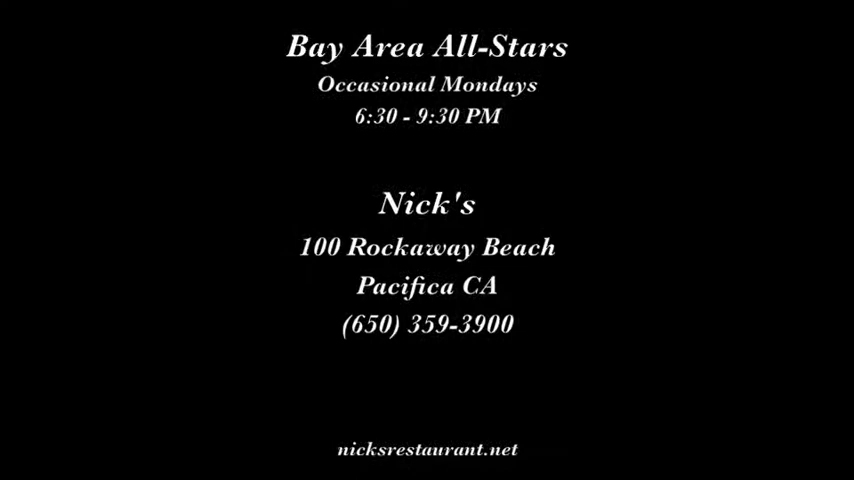 Bay Area All-Stars
Occasional Mondays
6:30 - 9:30 PM
Nick's
100 Rockaway Beach
Pacifica CA
(650) 359-3900
nicksrestaurant.net